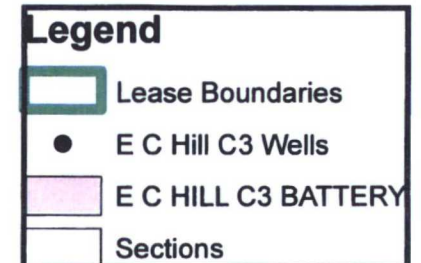 Legend
Lease Boundaries
E C Hill C3 Wells
E C HILL C3 BATTERY
Sections